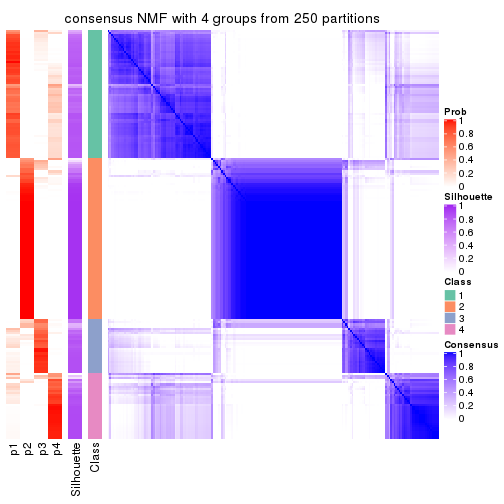 consensus NMF with 4 groups from 250 partitions
Prob
1
0.8
0.6
0.4
0.2
0
Silhouette
1
0.8
0.6
0.4
0.2
0
Class
1
2
3
4
Consensus
1
0.8
0.6
0.4
0.2
0
p1
p2
p3
p4
Silhouette
Class